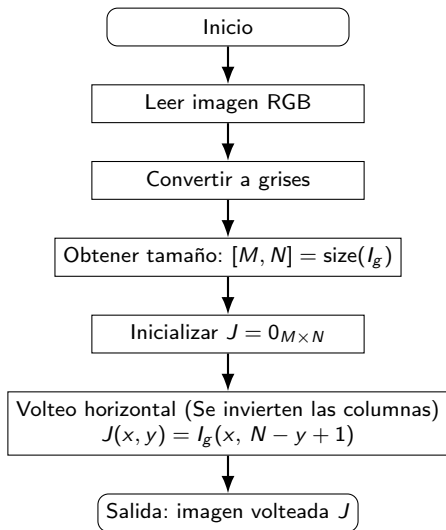 Inicio
Leer imagen RGB
Convertir a grises
Obtener tamaño: [M, N] = size(I_g)
Inicializar J = 0_{M×N}
Volteo horizontal (Se invierten las columnas)
J(x, y) = I_g(x, N − y + 1)
Salida: imagen volteada J